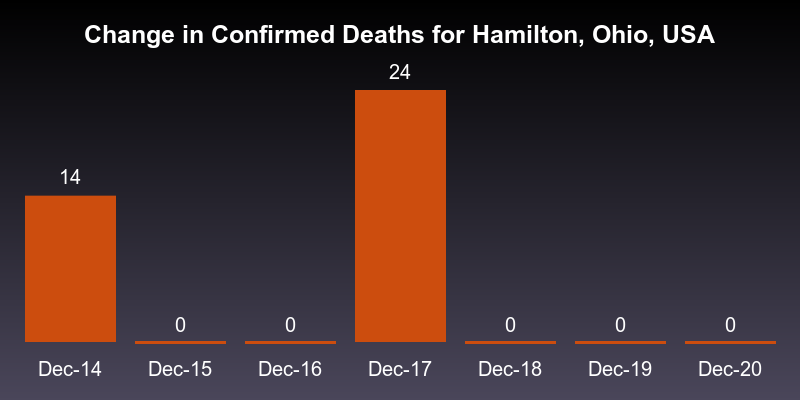 Change in Confirmed Deaths for Hamilton, Ohio, USA
24
14
0 0 0 0 0
Dec-14 Dec-15 Dec-16 Dec-17 Dec-18 Dec-19 Dec-20